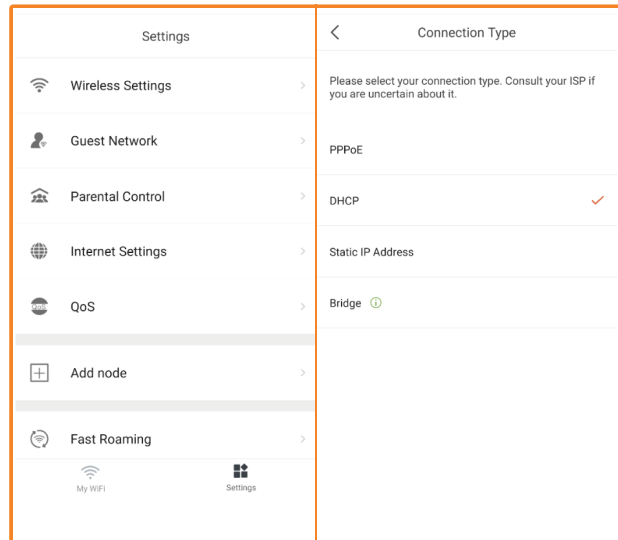 Settings
Wireless Settings
Guest Network
Parental Control
Internet Settings
QoS
QoS
Add node
Fast Roaming
My WiFi
Settings
Connection Type
Please select your connection type. Consult your ISP if
you are uncertain about it.
PPPoE
DHCP
Static IP Address
Bridge